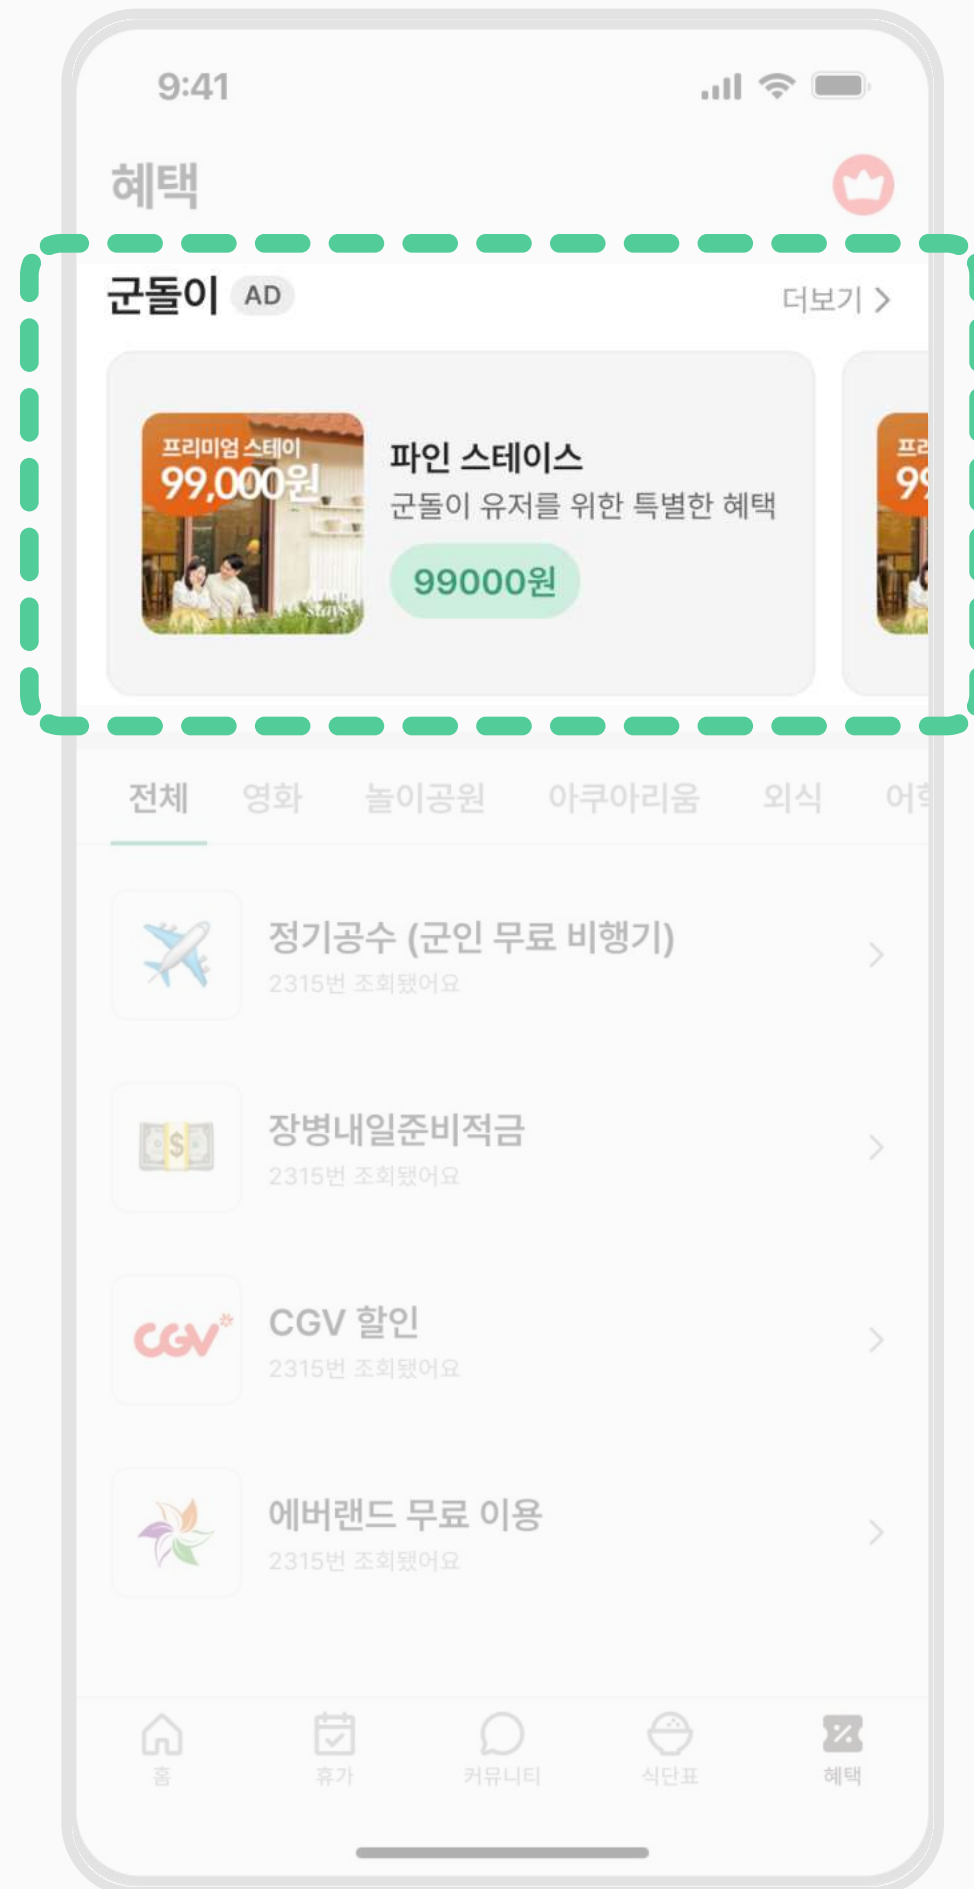 9:41
혜택
군돌이 AD 더보기
프리미엄 스테이
99,000원
stays
파인 스테이스
군돌이 유저를 위한 특별한 혜택
99000원
전체 영화 놀이공원 아쿠아리움 외식
정기공수 (군인 무료 비행기)
2315번 조회됐어요
장병내일준비적금
2315번 조회됐어요
CGV
CGV 할인
2315번 조회됐어요
에버랜드 무료 이용
2315번 조회됐어요
홈 휴가 커뮤니티 식단표 혜택